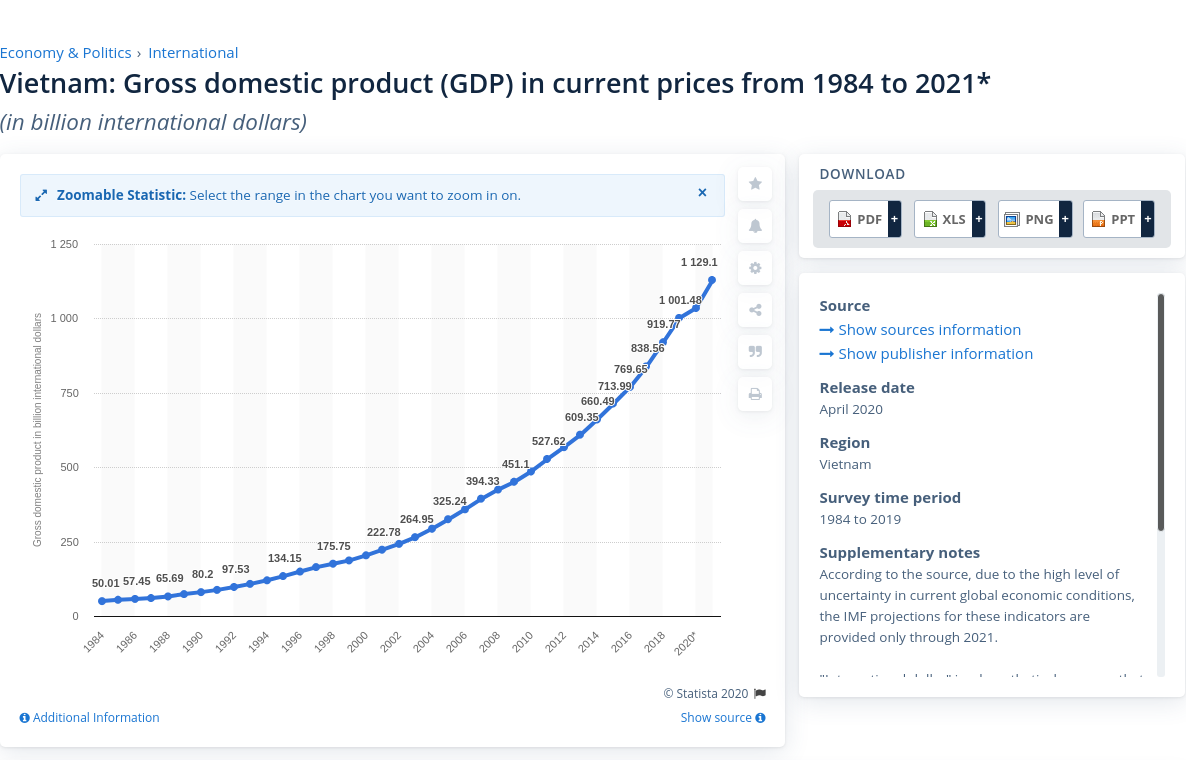 Economy & Politics › International
Vietnam: Gross domestic product (GDP) in current prices from 1984 to 2021*
(in billion international dollars)
Zoomable Statistic: Select the range in the chart you want to zoom in on. ×
Gross domestic product in billion international dollars
1 250
1 000
750
500
250
0
50.01
57.45
65.69
80.2
97.53
134.15
175.75
222.78
264.95
325.24
394.33
451.1
527.62
609.35
660.49
713.99
769.65
838.56
919.77
1 001.48
1 129.1
1984
1986
1988
1990
1992
1994
1996
1998
2000
2002
2004
2006
2008
2010
2012
2014
2016
2018
2020*
© Statista 2020
Additional Information
Show source
DOWNLOAD
PDF + XLS + PNG + PPT +
Source
Show sources information
Show publisher information
Release date
April 2020
Region
Vietnam
Survey time period
1984 to 2019
Supplementary notes
According to the source, due to the high level of
uncertainty in current global economic conditions,
the IMF projections for these indicators are
provided only through 2021.